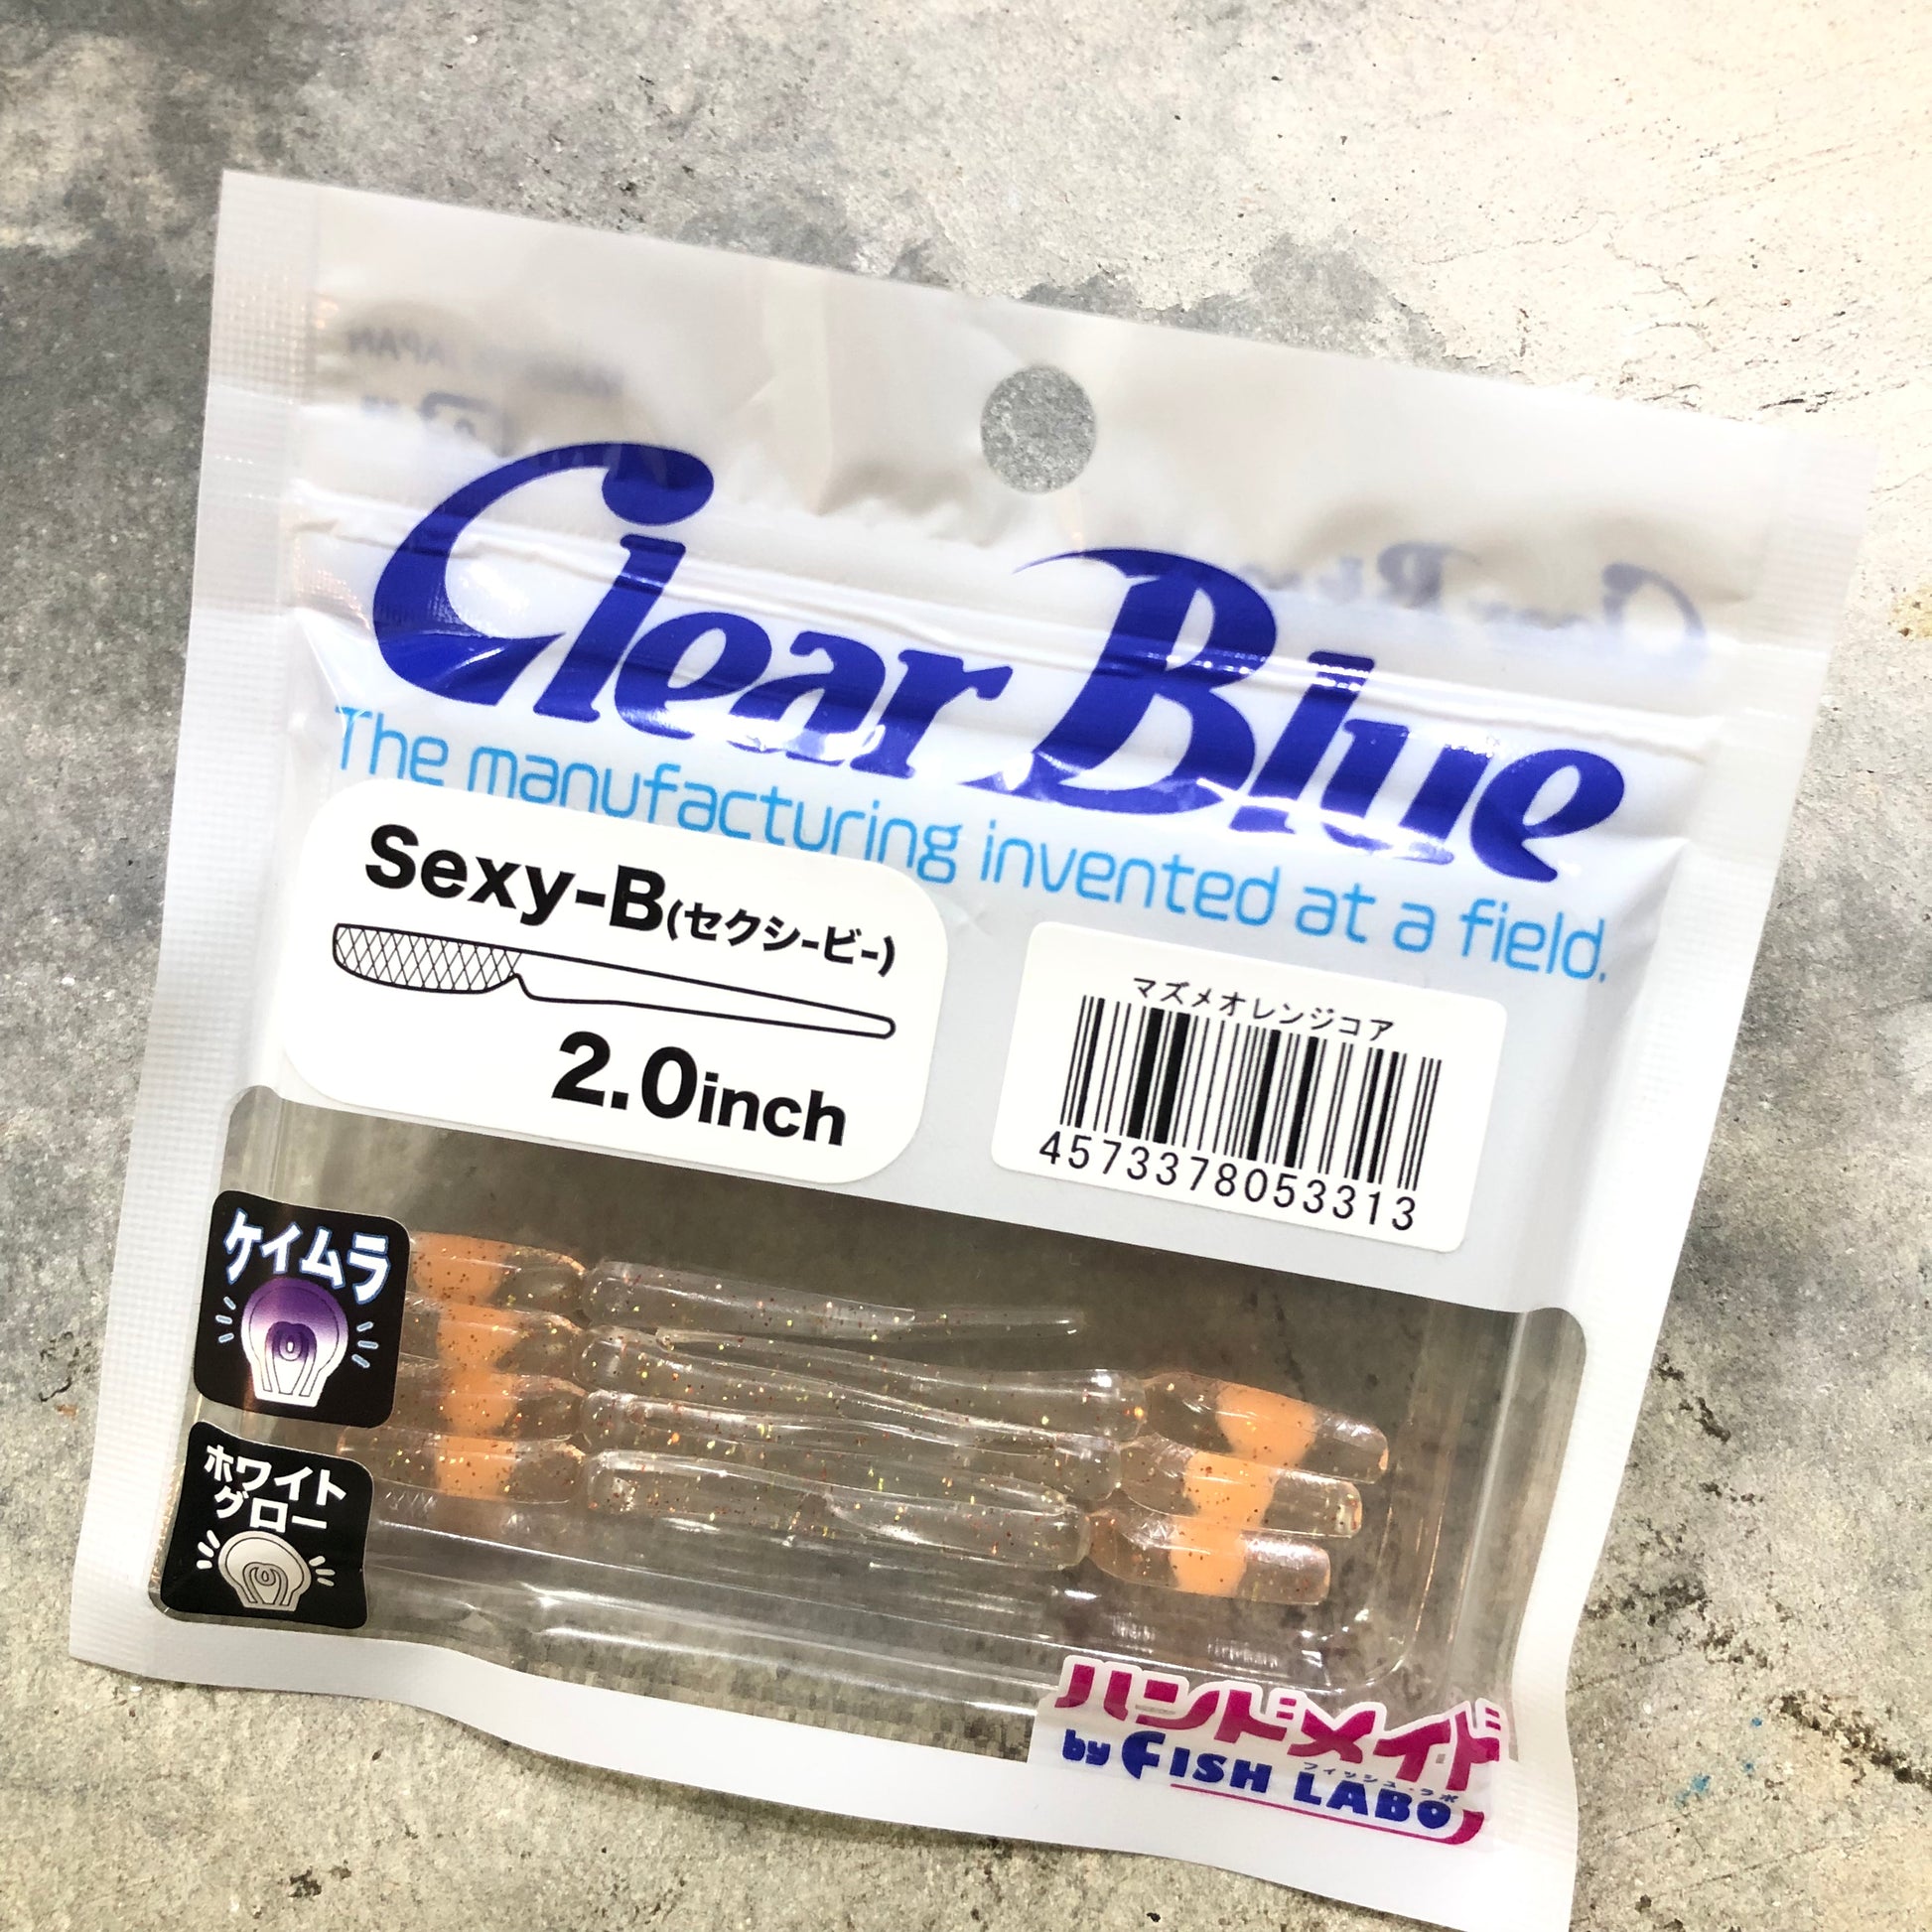 Clear Blue
The manufacturing invented at a field.
Sexy-B(セクシービー)
2.0inch
マズメオレンジコア
4573378053313
ケイムラ
ホワイト
グロー
ハンドメイド
フィッシュ・ラボ
by FISH LABO